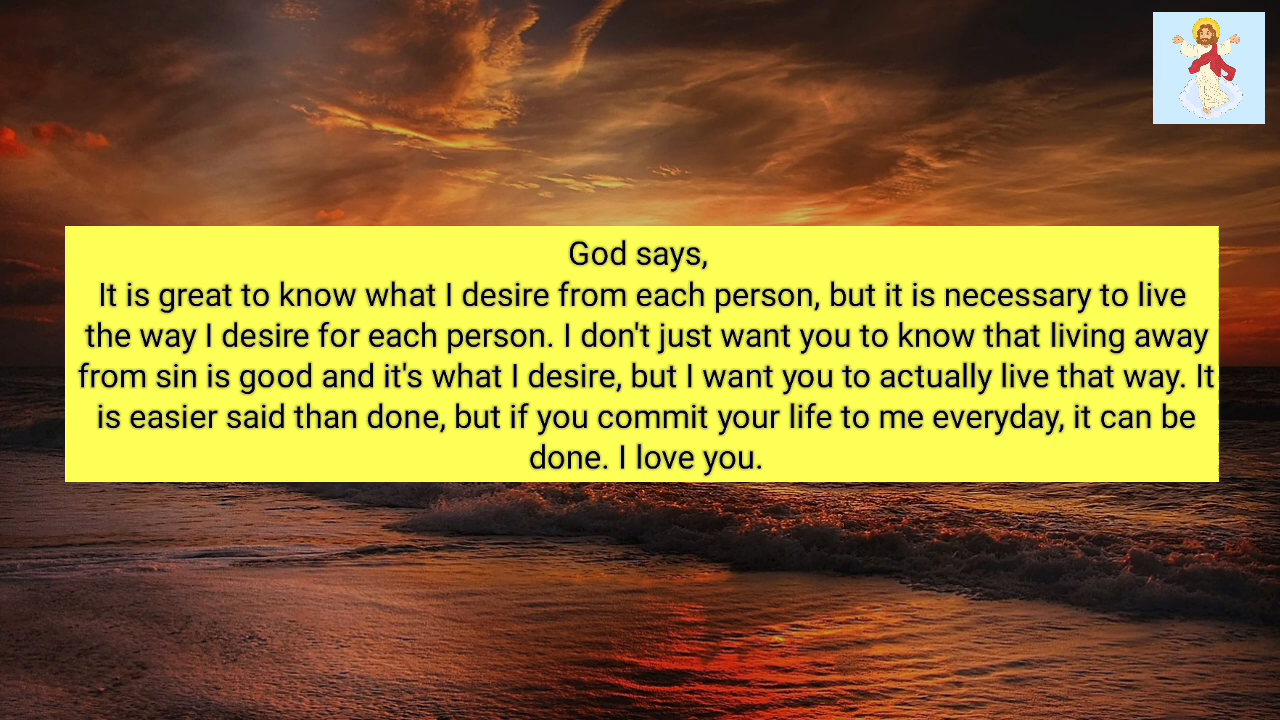 God says,
It is great to know what I desire from each person, but it is necessary to live
the way I desire for each person. I don't just want you to know that living away
from sin is good and it's what I desire, but I want you to actually live that way. It
is easier said than done, but if you commit your life to me everyday, it can be
done. I love you.